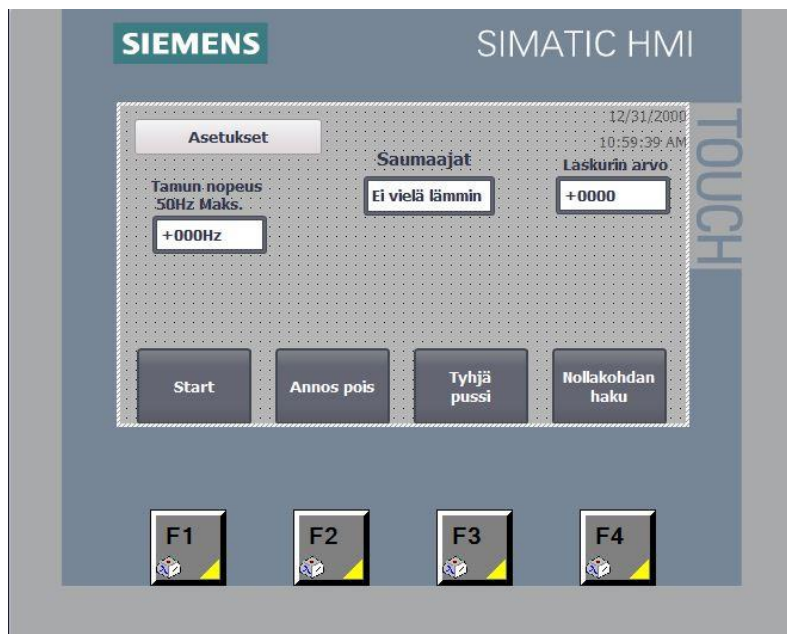 SIEMENS
SIMATIC HMI
TOUCH
12/31/2000
10:59:39 AM
Asetukset
Saumaajat
Laskurin arvo
Tamun nopeus
50Hz Maks.
Ei vielä lämmin
+0000
+000Hz
Start
Annos pois
Tyhjä
pussi
Nollakohdan
haku
F1
F2
F3
F4